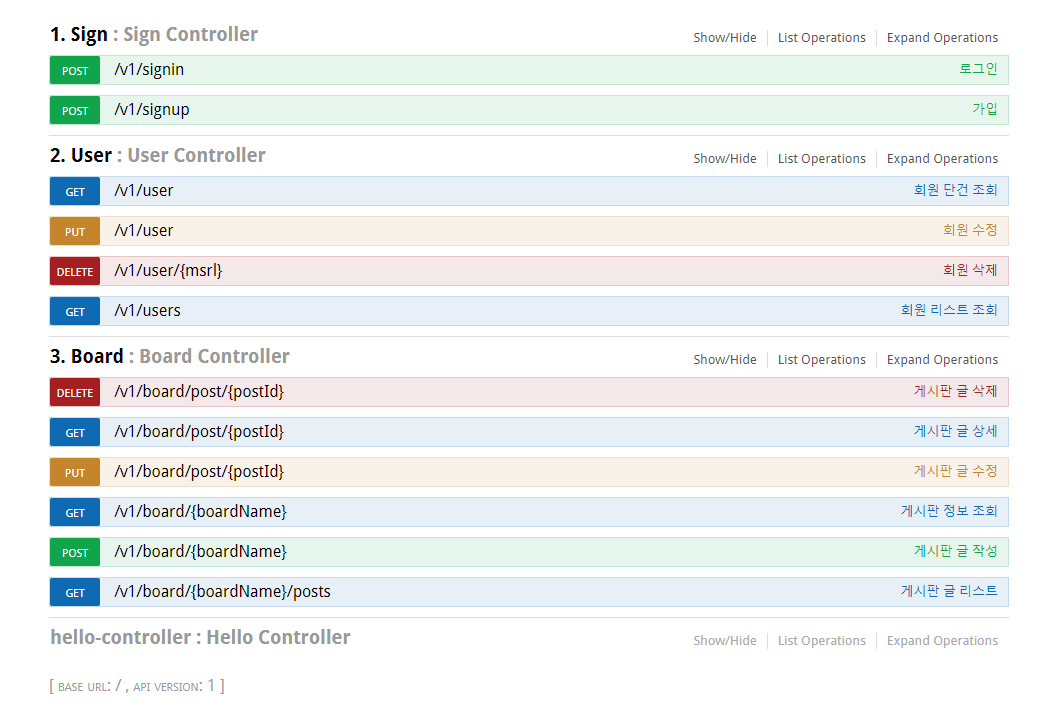 1. Sign : Sign Controller Show/Hide List Operations Expand Operations
POST /v1/signin 로그인
POST /v1/signup 가입
2. User : User Controller Show/Hide List Operations Expand Operations
GET /v1/user 회원 단건 조회
PUT /v1/user 회원 수정
DELETE /v1/user/{msrl} 회원 삭제
GET /v1/users 회원 리스트 조회
3. Board : Board Controller Show/Hide List Operations Expand Operations
DELETE /v1/board/post/{postId} 게시판 글 삭제
GET /v1/board/post/{postId} 게시판 글 상세
PUT /v1/board/post/{postId} 게시판 글 수정
GET /v1/board/{boardName} 게시판 정보 조회
POST /v1/board/{boardName} 게시판 글 작성
GET /v1/board/{boardName}/posts 게시판 글 리스트
hello-controller : Hello Controller Show/Hide List Operations Expand Operations
[ BASE URL: / , API VERSION: 1 ]